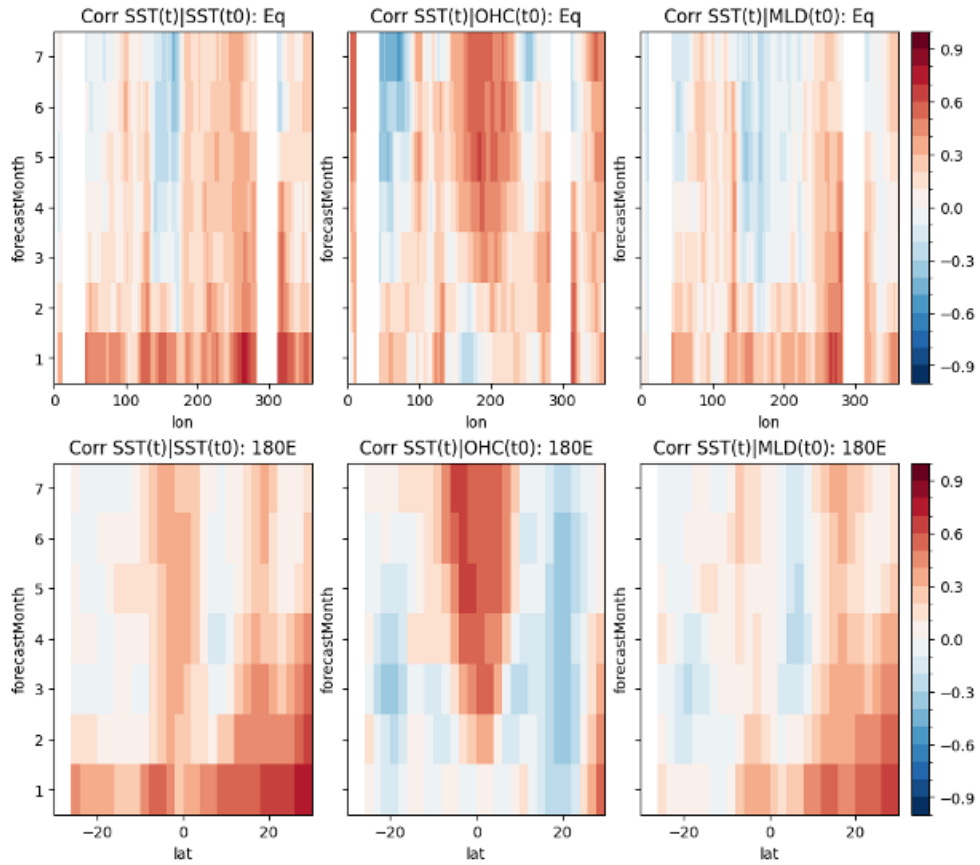 Corr SST(t)|SST(t0): Eq
Corr SST(t)|OHC(t0): Eq
Corr SST(t)|MLD(t0): Eq
forecastMonth
7
6
5
4
3
2
1
0
100
200
300
lon
forecastMonth
0
100
200
300
lon
forecastMonth
0
100
200
300
lon
0.9
0.6
0.3
0.0
−0.3
−0.6
−0.9
Corr SST(t)|SST(t0): 180E
Corr SST(t)|OHC(t0): 180E
Corr SST(t)|MLD(t0): 180E
forecastMonth
7
6
5
4
3
2
1
−20
0
20
lat
forecastMonth
−20
0
20
lat
forecastMonth
−20
0
20
lat
0.9
0.6
0.3
0.0
−0.3
−0.6
−0.9